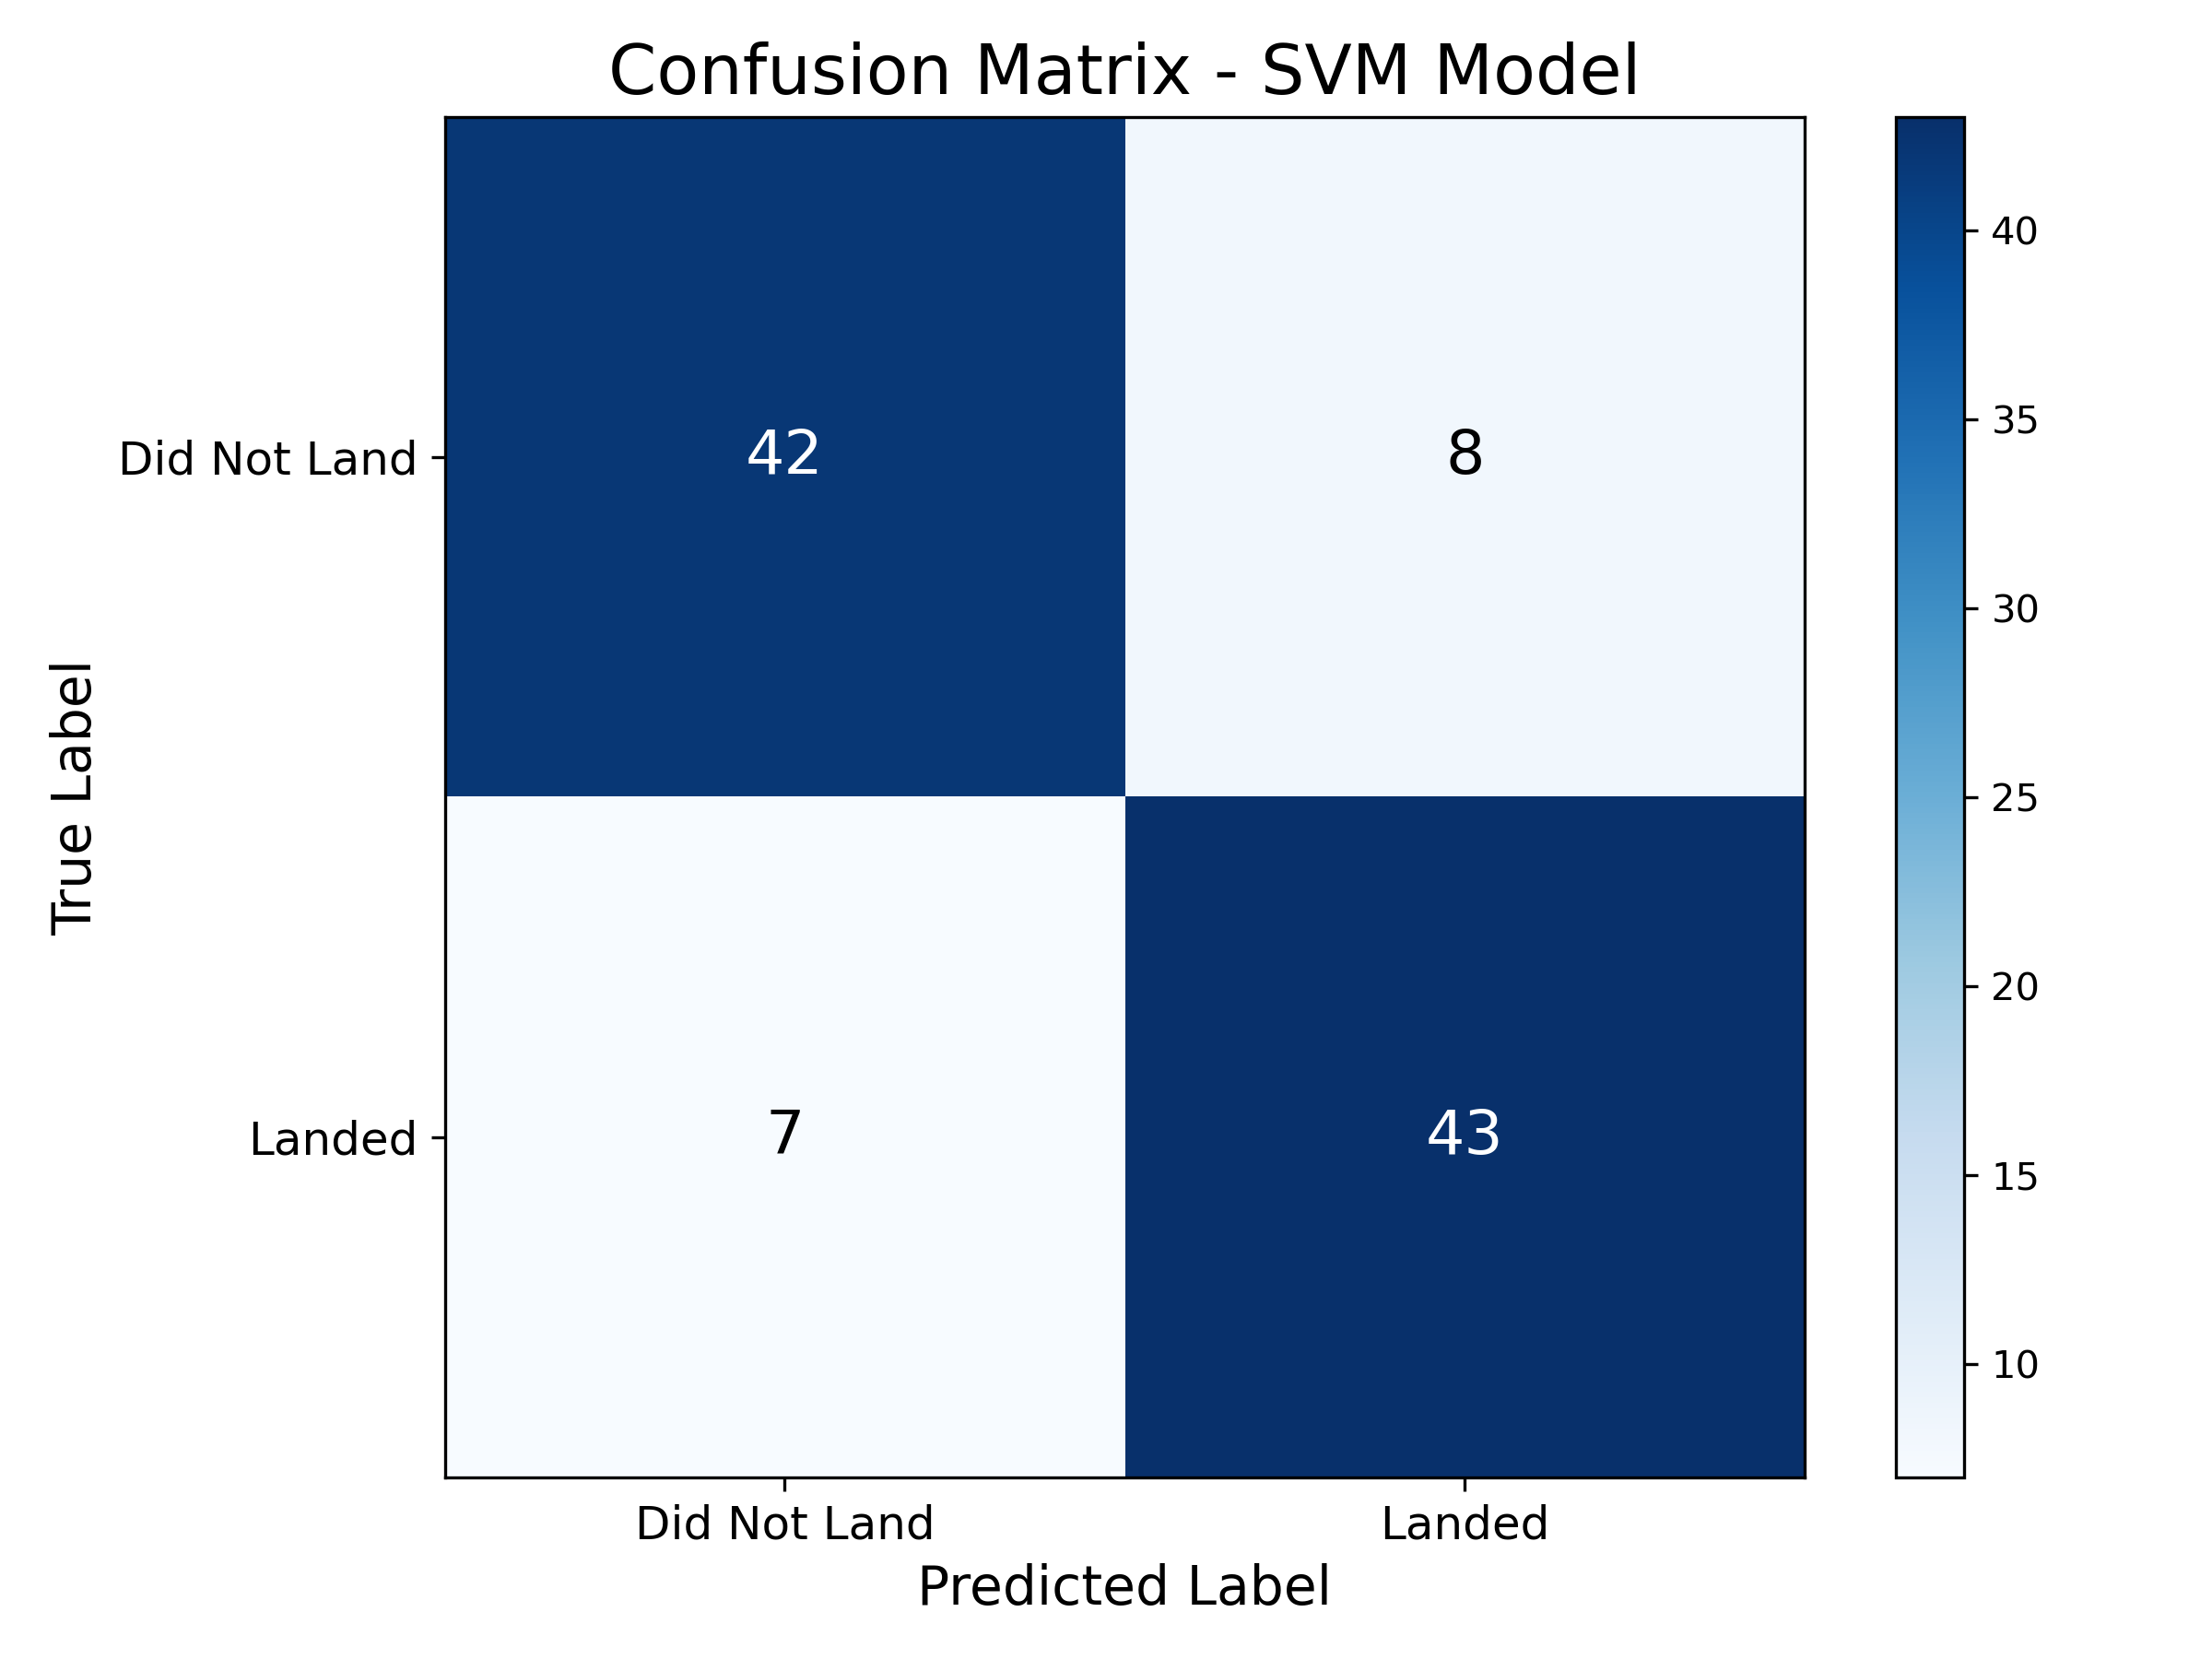 Confusion Matrix - SVM Model
True Label
Did Not Land
Landed
42
8
7
43
Did Not Land
Landed
Predicted Label
40
35
30
25
20
15
10